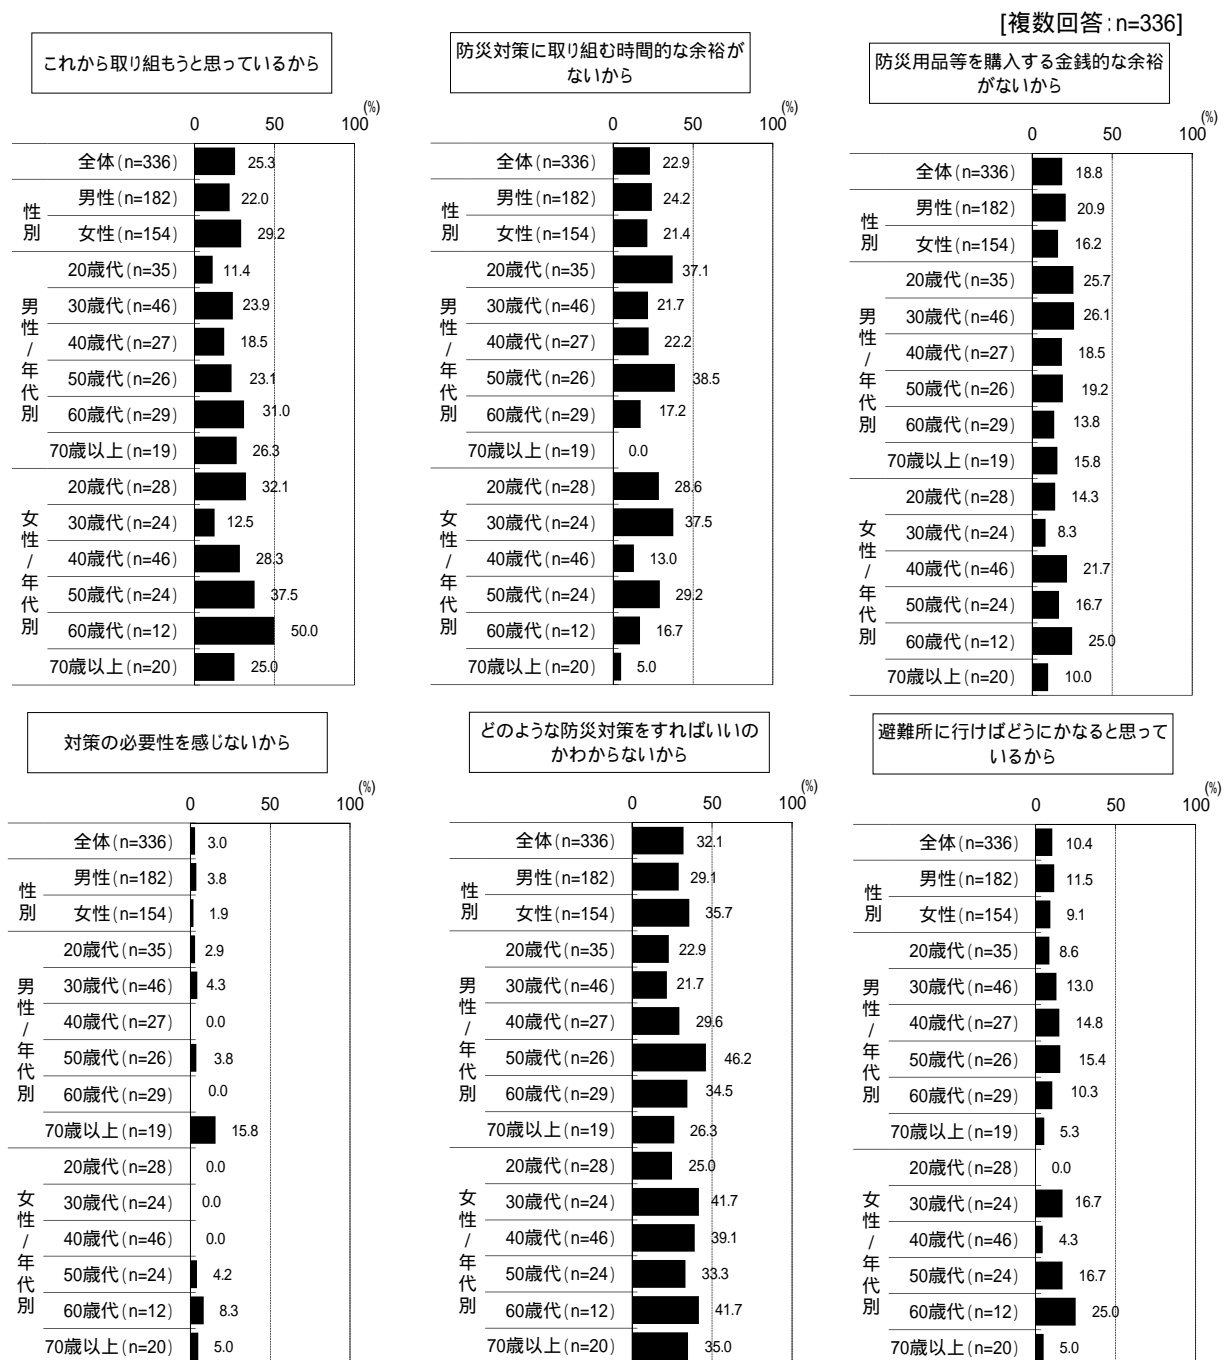 [複数回答:n=336]
これから取り組もうと思っているから
(%)
0 50 100
全体(n=336) 25.3
性別
男性(n=182) 22.0
女性(n=154) 29.2
男性/年代別
20歳代(n=35) 11.4
30歳代(n=46) 23.9
40歳代(n=27) 18.5
50歳代(n=26) 23.1
60歳代(n=29) 31.0
70歳以上(n=19) 26.3
女性/年代別
20歳代(n=28) 32.1
30歳代(n=24) 12.5
40歳代(n=46) 28.3
50歳代(n=24) 37.5
60歳代(n=12) 50.0
70歳以上(n=20) 25.0
防災対策に取り組む時間的な余裕が
ないから
(%)
0 50 100
全体(n=336) 22.9
性別
男性(n=182) 24.2
女性(n=154) 21.4
男性/年代別
20歳代(n=35) 37.1
30歳代(n=46) 21.7
40歳代(n=27) 22.2
50歳代(n=26) 38.5
60歳代(n=29) 17.2
70歳以上(n=19) 0.0
女性/年代別
20歳代(n=28) 28.6
30歳代(n=24) 37.5
40歳代(n=46) 13.0
50歳代(n=24) 29.2
60歳代(n=12) 16.7
70歳以上(n=20) 5.0
防災用品等を購入する金銭的な余裕
がないから
(%)
0 50 100
全体(n=336) 18.8
性別
男性(n=182) 20.9
女性(n=154) 16.2
男性/年代別
20歳代(n=35) 25.7
30歳代(n=46) 26.1
40歳代(n=27) 18.5
50歳代(n=26) 19.2
60歳代(n=29) 13.8
70歳以上(n=19) 15.8
女性/年代別
20歳代(n=28) 14.3
30歳代(n=24) 8.3
40歳代(n=46) 21.7
50歳代(n=24) 16.7
60歳代(n=12) 25.0
70歳以上(n=20) 10.0
対策の必要性を感じないから
(%)
0 50 100
全体(n=336) 3.0
性別
男性(n=182) 3.8
女性(n=154) 1.9
男性/年代別
20歳代(n=35) 2.9
30歳代(n=46) 4.3
40歳代(n=27) 0.0
50歳代(n=26) 3.8
60歳代(n=29) 0.0
70歳以上(n=19) 15.8
女性/年代別
20歳代(n=28) 0.0
30歳代(n=24) 0.0
40歳代(n=46) 0.0
50歳代(n=24) 4.2
60歳代(n=12) 8.3
70歳以上(n=20) 5.0
どのような防災対策をすればいいの
かわからないから
(%)
0 50 100
全体(n=336) 32.1
性別
男性(n=182) 29.1
女性(n=154) 35.7
男性/年代別
20歳代(n=35) 22.9
30歳代(n=46) 21.7
40歳代(n=27) 29.6
50歳代(n=26) 46.2
60歳代(n=29) 34.5
70歳以上(n=19) 26.3
女性/年代別
20歳代(n=28) 25.0
30歳代(n=24) 41.7
40歳代(n=46) 39.1
50歳代(n=24) 33.3
60歳代(n=12) 41.7
70歳以上(n=20) 35.0
避難所に行けばどうにかなると思って
いるから
(%)
0 50 100
全体(n=336) 10.4
性別
男性(n=182) 11.5
女性(n=154) 9.1
男性/年代別
20歳代(n=35) 8.6
30歳代(n=46) 13.0
40歳代(n=27) 14.8
50歳代(n=26) 15.4
60歳代(n=29) 10.3
70歳以上(n=19) 5.3
女性/年代別
20歳代(n=28) 0.0
30歳代(n=24) 16.7
40歳代(n=46) 4.3
50歳代(n=24) 16.7
60歳代(n=12) 25.0
70歳以上(n=20) 5.0